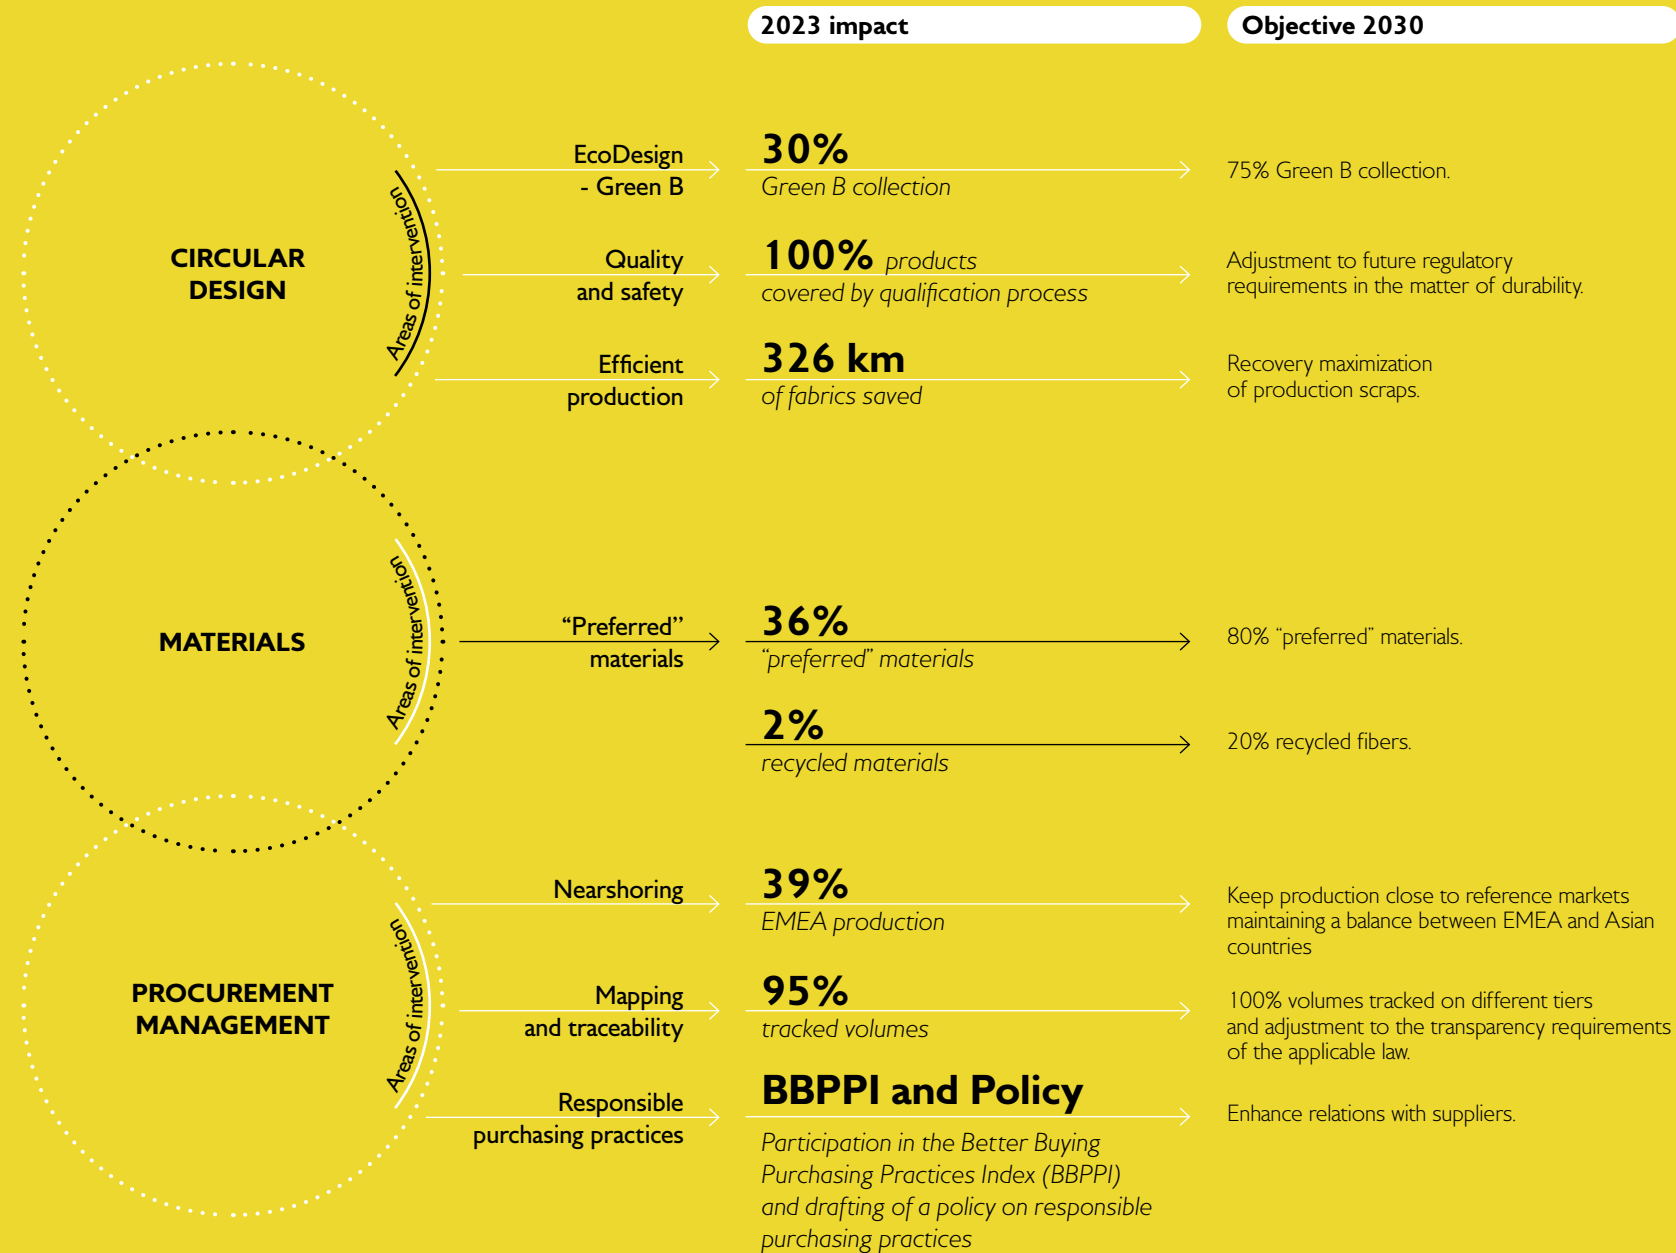 2023 impact
Objective 2030
CIRCULAR
DESIGN
Areas of intervention
EcoDesign
- Green B
30%
Green B collection
75% Green B collection.
Quality
and safety
100% products
covered by qualification process
Adjustment to future regulatory
requirements in the matter of durability.
Efficient
production
326 km
of fabrics saved
Recovery maximization
of production scraps.
MATERIALS
Areas of intervention
“Preferred”
materials
36%
“preferred” materials
80% “preferred” materials.
2%
recycled materials
20% recycled fibers.
PROCUREMENT
MANAGEMENT
Areas of intervention
Nearshoring
39%
EMEA production
Keep production close to reference markets
maintaining a balance between EMEA and Asian
countries
Mapping
and traceability
95%
tracked volumes
100% volumes tracked on different tiers
and adjustment to the transparency requirements
of the applicable law.
Responsible
purchasing practices
BBPPI and Policy
Participation in the Better Buying
Purchasing Practices Index (BBPPI)
and drafting of a policy on responsible
purchasing practices
Enhance relations with suppliers.